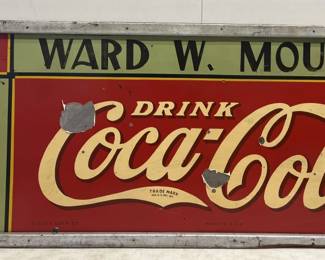 WARD W. MOU
DRINK
Coca-Col
TRADE MARK